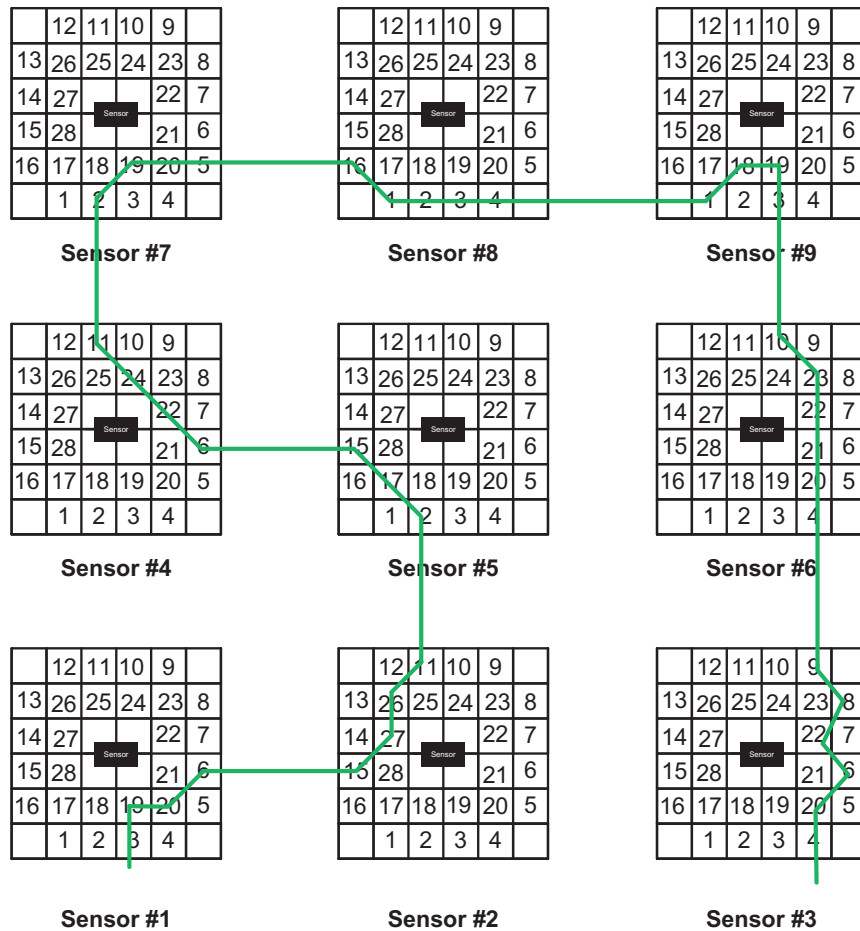 12 11 10 9 12 11 10 9 12 11 10 9
13 26 25 24 23 8 13 26 25 24 23 8 13 26 25 24 23 8
14 27 22 7 14 27 22 7 14 27 22 7
Sensor Sensor Sensor
15 28 21 6 15 28 21 6 15 28 21 6
16 17 18 19 20 5 16 17 18 19 20 5 16 17 18 19 20 5
1 2 3 4 1 2 3 4 1 2 3 4
Sensor #7 Sensor #8 Sensor #9
12 11 10 9 12 11 10 9 12 11 10 9
13 26 25 24 23 8 13 26 25 24 23 8 13 26 25 24 23 8
14 27 22 7 14 27 22 7 14 27 22 7
Sensor Sensor Sensor
15 28 21 6 15 28 21 6 15 28 21 6
16 17 18 19 20 5 16 17 18 19 20 5 16 17 18 19 20 5
1 2 3 4 1 2 3 4 1 2 3 4
Sensor #4 Sensor #5 Sensor #6
12 11 10 9 12 11 10 9 12 11 10 9
13 26 25 24 23 8 13 26 25 24 23 8 13 26 25 24 23 8
14 27 22 7 14 27 22 7 14 27 22 7
Sensor Sensor Sensor
15 28 21 6 15 28 21 6 15 28 21 6
16 17 18 19 20 5 16 17 18 19 20 5 16 17 18 19 20 5
1 2 3 4 1 2 3 4 1 2 3 4
Sensor #1 Sensor #2 Sensor #3